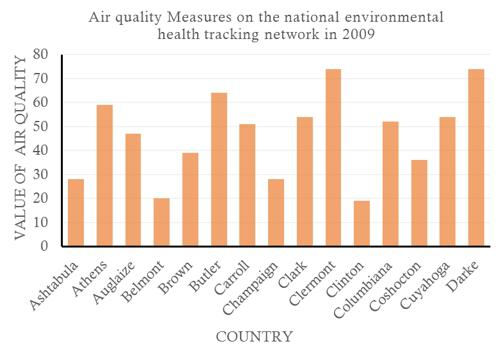 Air quality Measures on the national environmental
health tracking network in 2009
VALUE OF AIR QUALITY
80
70
60
50
40
30
20
10
0
Ashtabula
Athens
Auglaize
Belmont
Brown
Butler
Carroll
Champaign
Clark
Clermont
Clinton
Columbiana
Coshocton
Cuyahoga
Darke
COUNTRY